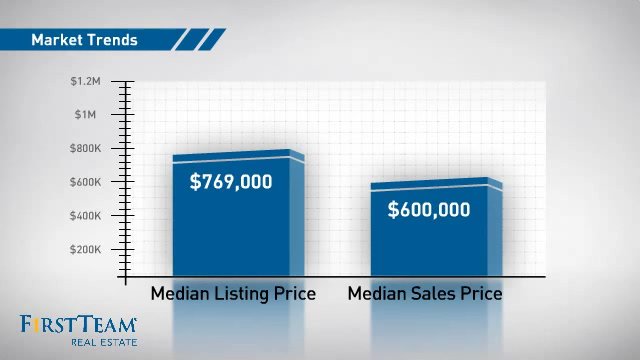 Market Trends
$1.2M
$1M
$800K
$600K
$400K
$200K
$769,000
$600,000
Median Listing Price
Median Sales Price
FIRSTTEAM®
REAL ESTATE